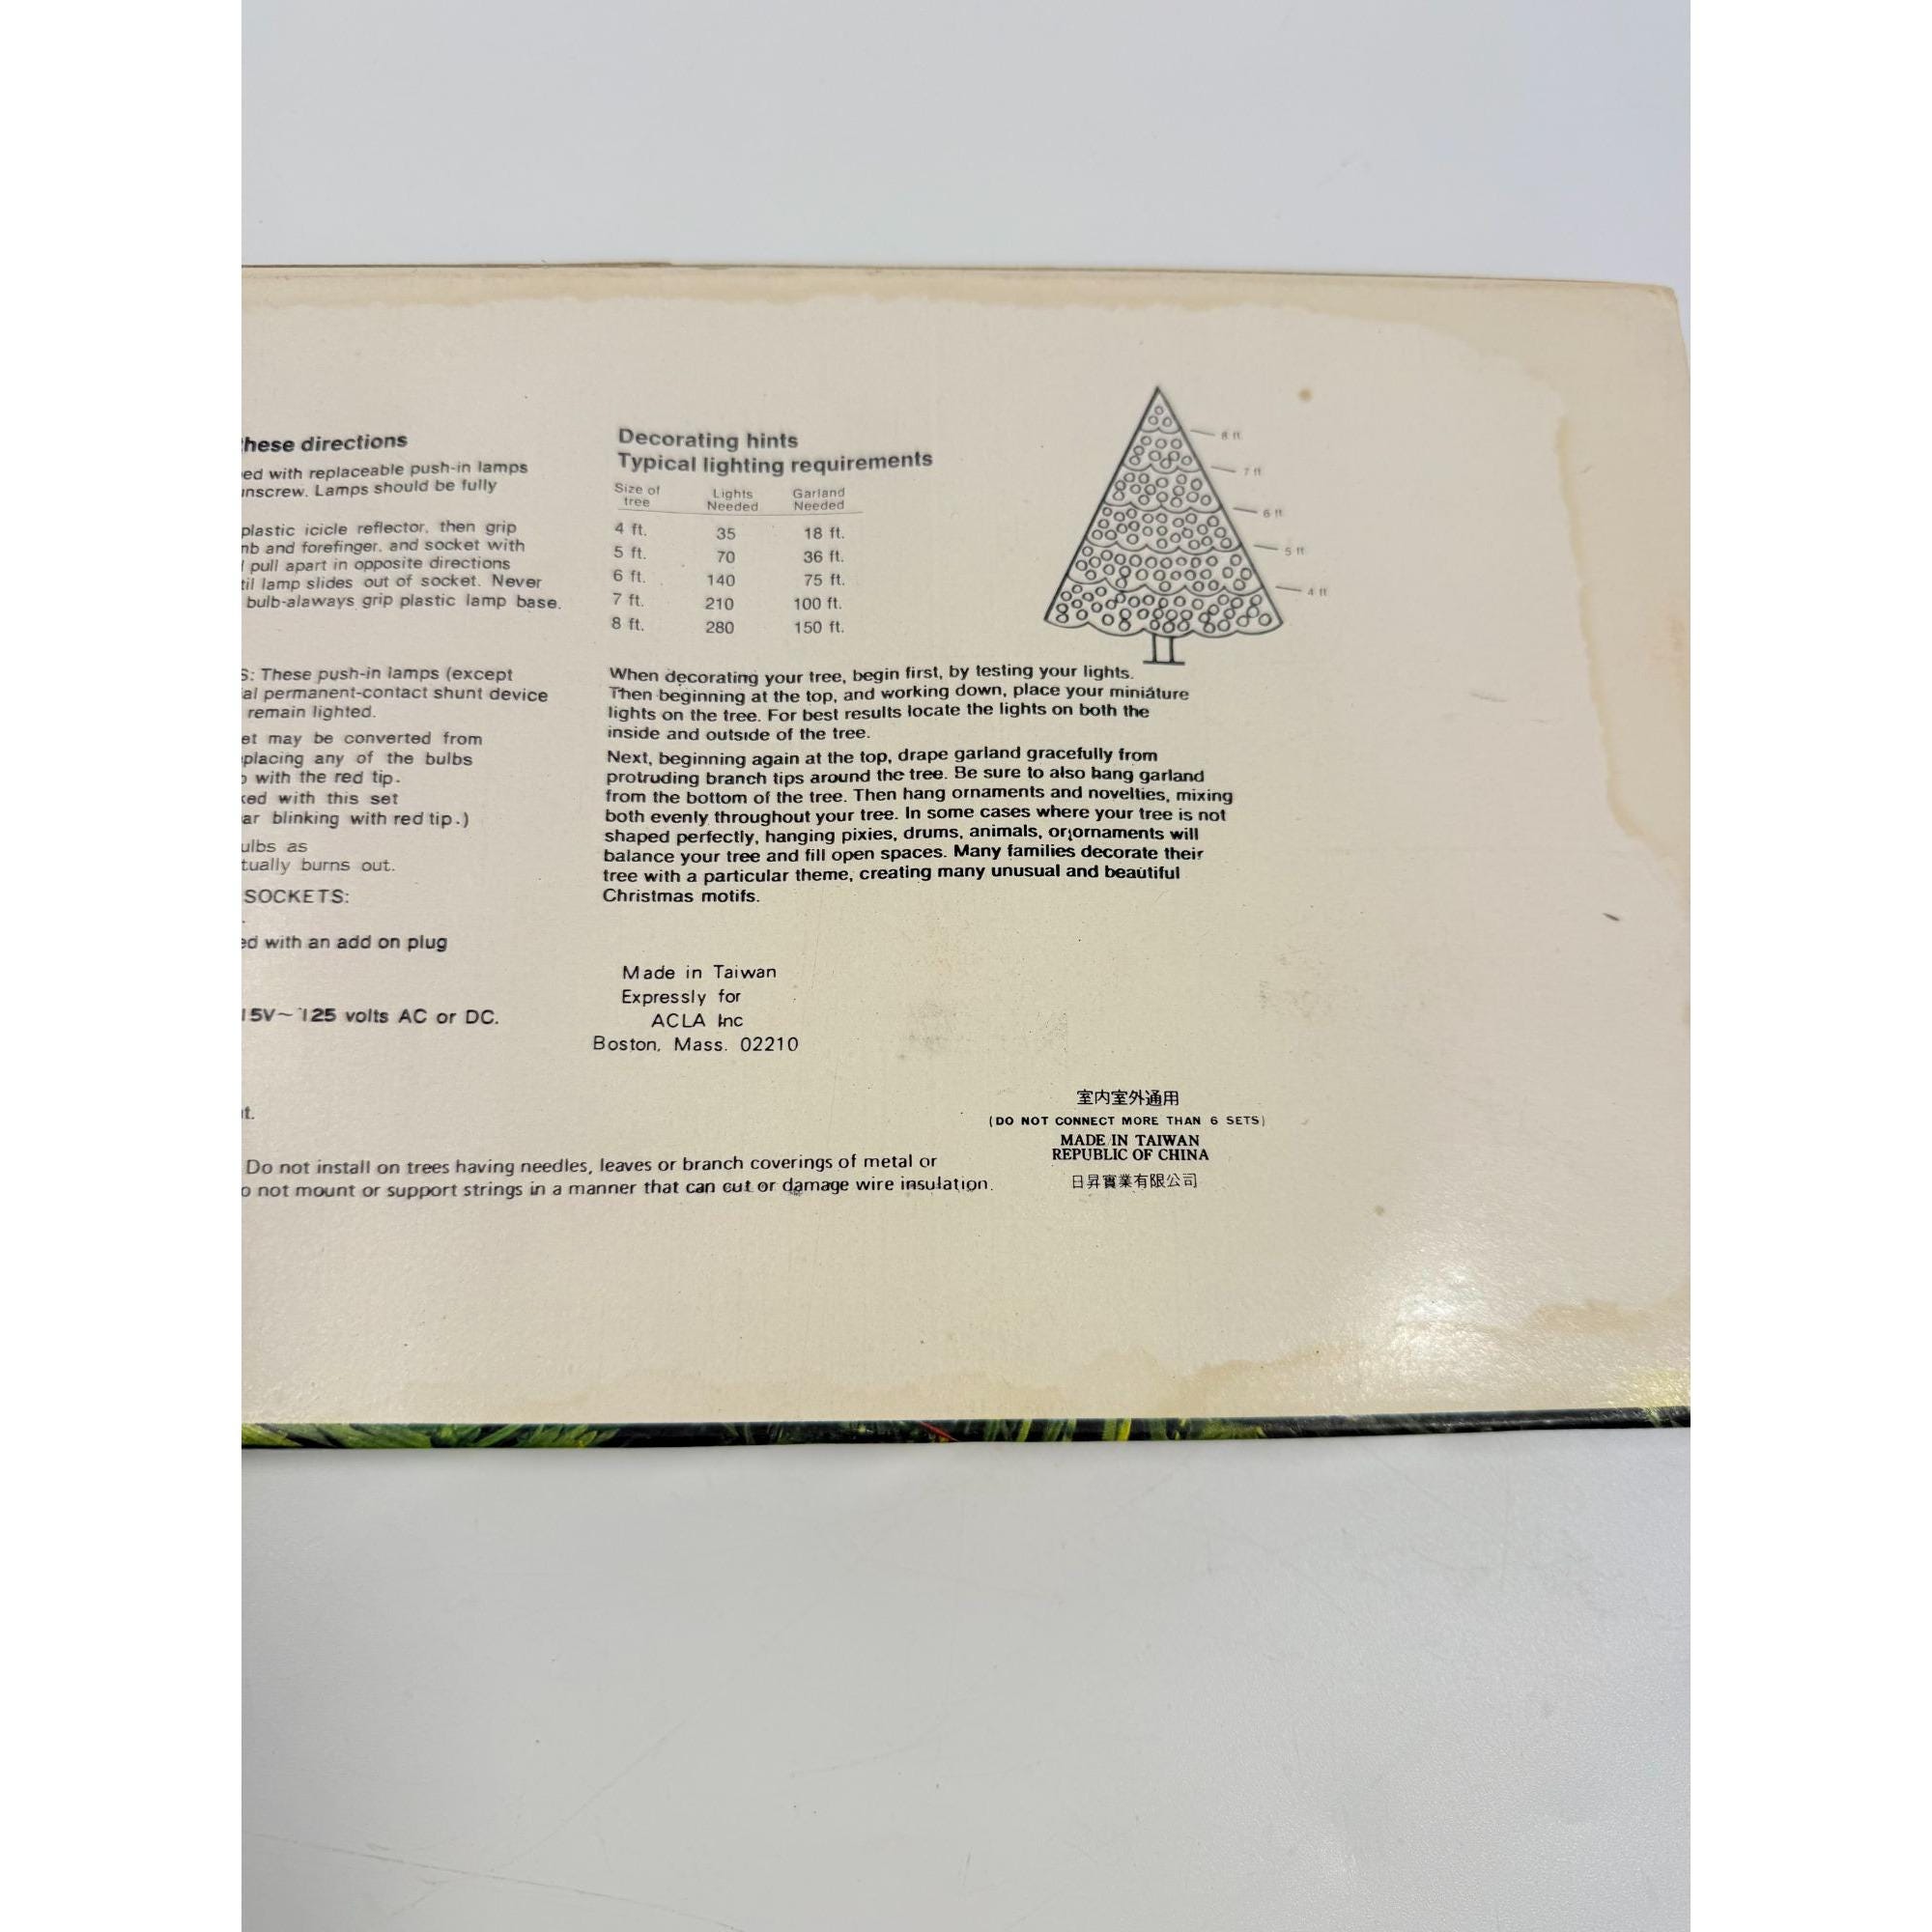 these directions
ed with replaceable push-in lamps
unscrew. Lamps should be fully
plastic icicle reflector, then grip
mb and forefinger, and socket with
pull apart in opposite directions
til lamp slides out of socket. Never
bulb-alaways grip plastic lamp base.
S: These push-in lamps (except
al permanent-contact shunt device
remain lighted.
et may be converted from
placing any of the bulbs
with the red tip.
ked with this set
ar blinking with red tip.)
ulbs as
tually burns out.
SOCKETS:
ed with an add on plug
15V~125 volts AC or DC.
Decorating hints
Typical lighting requirements
Size of tree Lights Needed Garland Needed
4 ft. 35 18 ft.
5 ft. 70 36 ft.
6 ft. 140 75 ft.
7 ft. 210 100 ft.
8 ft. 280 150 ft.
8 ft
7 ft
6 ft
5 ft
4 ft
When decorating your tree, begin first, by testing your lights.
Then beginning at the top, and working down, place your miniature
lights on the tree. For best results locate the lights on both the
inside and outside of the tree.
Next, beginning again at the top, drape garland gracefully from
protruding branch tips around the tree. Be sure to also hang garland
from the bottom of the tree. Then hang ornaments and novelties, mixing
both evenly throughout your tree. In some cases where your tree is not
shaped perfectly, hanging pixies, drums, animals, or ornaments will
balance your tree and fill open spaces. Many families decorate their
tree with a particular theme, creating many unusual and beautiful
Christmas motifs.
Made in Taiwan
Expressly for
ACLA Inc
Boston, Mass. 02210
t.
Do not install on trees having needles, leaves or branch coverings of metal or
o not mount or support strings in a manner that can cut or damage wire insulation.
室内室外通用
(DO NOT CONNECT MORE THAN 6 SETS)
MADE IN TAIWAN
REPUBLIC OF CHINA
日昇實業有限公司